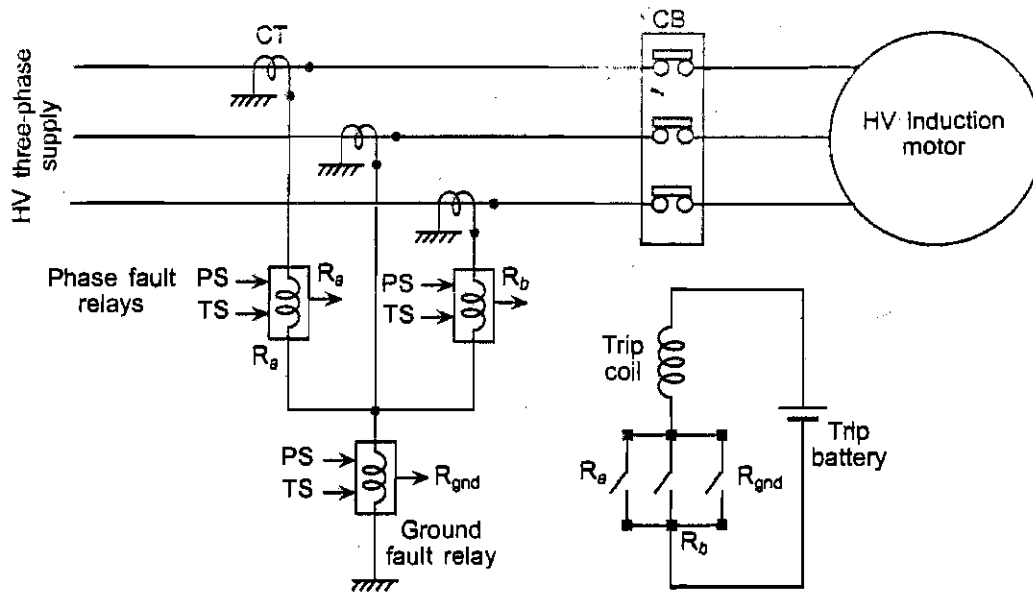 CT
CB
HV three-phase
supply
HV Induction
motor
Phase fault
relays
PS
TS
Rₐ
Rₐ
PS
TS
R_b
Trip
coil
Trip
battery
PS
TS
R_gnd
Ground
fault relay
Rₐ
R_b
R_gnd